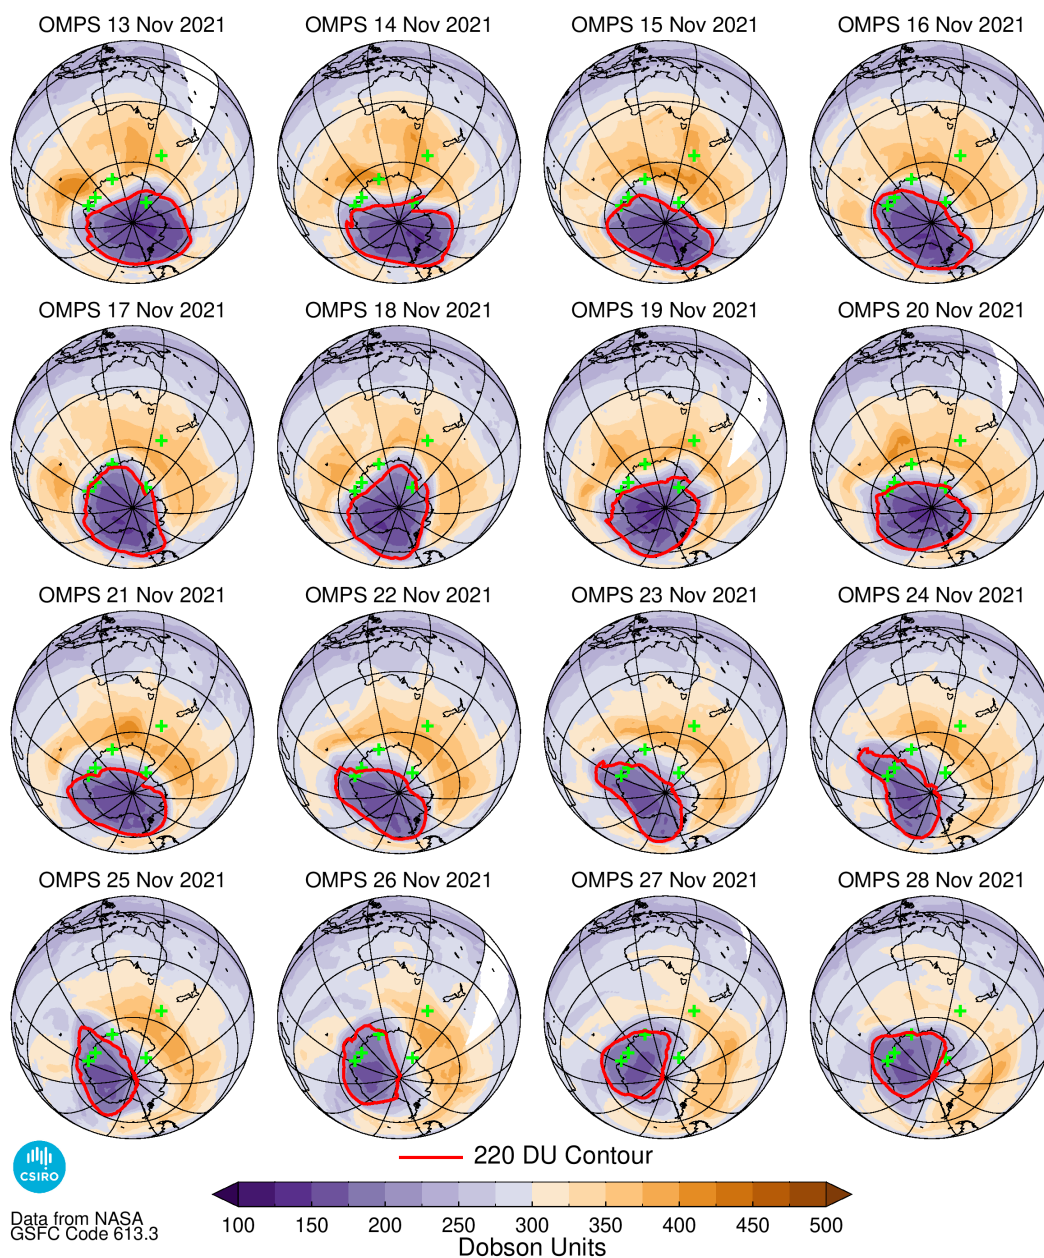 OMPS 13 Nov 2021 OMPS 14 Nov 2021 OMPS 15 Nov 2021 OMPS 16 Nov 2021
OMPS 17 Nov 2021 OMPS 18 Nov 2021 OMPS 19 Nov 2021 OMPS 20 Nov 2021
OMPS 21 Nov 2021 OMPS 22 Nov 2021 OMPS 23 Nov 2021 OMPS 24 Nov 2021
OMPS 25 Nov 2021 OMPS 26 Nov 2021 OMPS 27 Nov 2021 OMPS 28 Nov 2021
220 DU Contour
CSIRO
Data from NASA
GSFC Code 613.3
100 150 200 250 300 350 400 450 500
Dobson Units